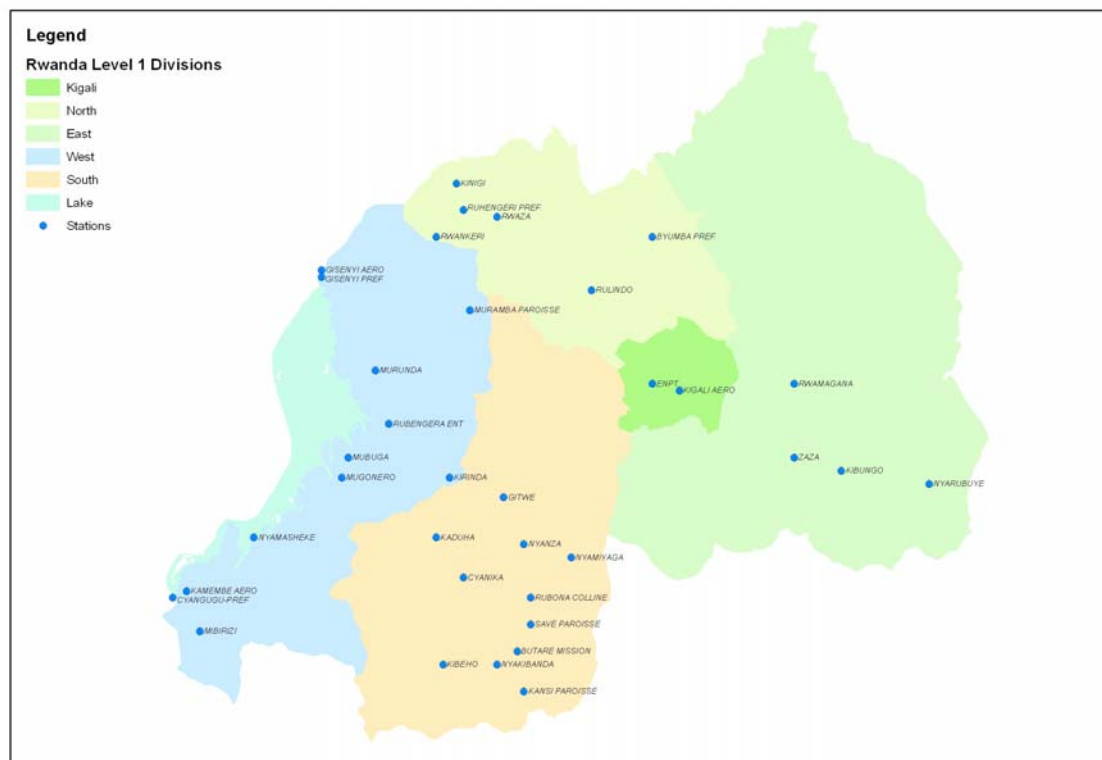 Legend
Rwanda Level 1 Divisions
Kigali
North
East
West
South
Lake
Stations
KINIGI
RUHENGERI PREF.
RWAZA
RWANKERI
BYUMBA PREF.
GISENYI AERO
GISENYI PREF
RULINDO
MURAMBA PAROISSE
MURUNDA
ENPT
KIGALI AERO
RWAMAGANA
RUBENGERA ENT
MUBUGA
ZAZA
KIBUNGO
MUGONERO
KIRINDA
NYARUBUYE
GITWE
NYAMASHEKE
KADUHA
NYANZA
NYAMIYAGA
CYANIKA
KAMEMBE AERO
CYANGUGU-PREF
RUBONA COLLINE
SAVE PAROISSE
MIBIRIZI
BUTARE MISSION
KIBEHO
NYAKIBANDA
KANSI PAROISSE